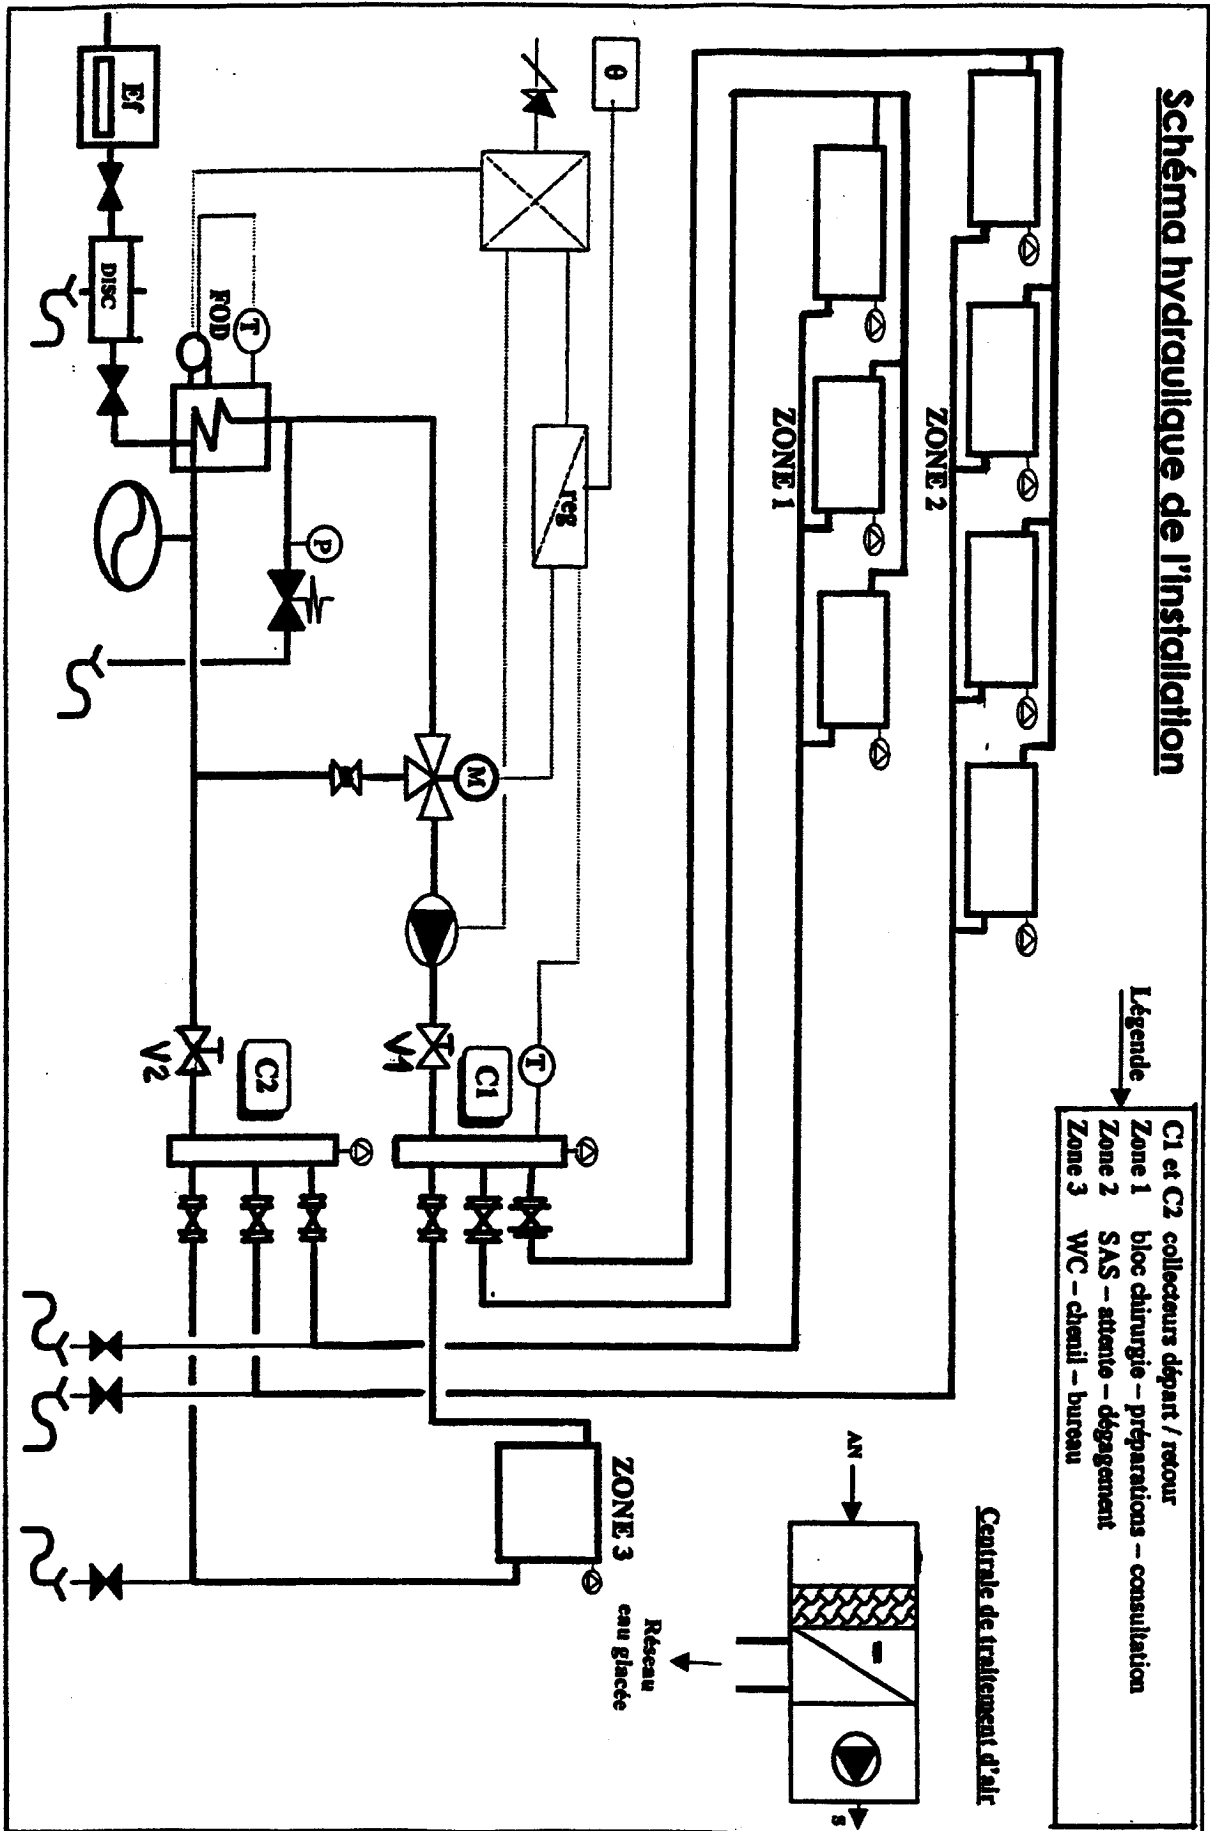 Schéma hydraulique de l'installation
Légende
C1 et C2 collecteurs départ / retour
Zone 1 bloc chirurgie – préparations – consultation
Zone 2 SAS – attente – dégagement
Zone 3 WC – chenil – bureau
ZONE 2
ZONE 1
Centrale de traitement d'air
AN
S
Réseau
eau glacée
ZONE 3
θ
reg
M
T
C1
V1
P
T
FOD
C2
V2
Ef
DISC